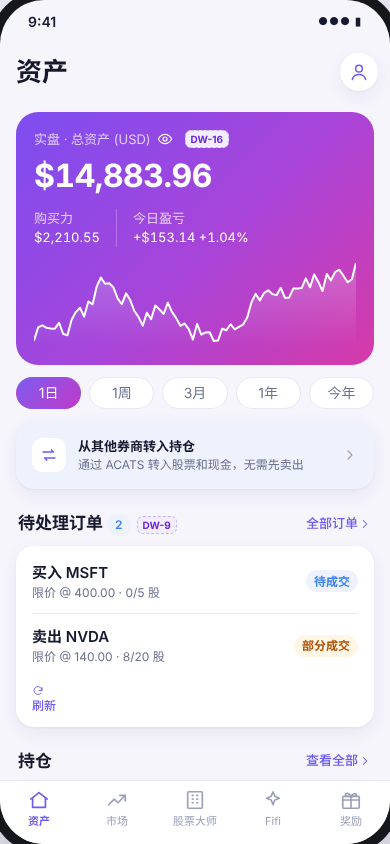 9:41
资产
实盘 · 总资产 (USD) DW-16
$14,883.96
购买力 今日盈亏
$2,210.55 +$153.14 +1.04%
1日 1周 3月 1年 今年
从其他券商转入持仓
通过 ACATS 转入股票和现金，无需先卖出
待处理订单 2 DW-9 全部订单
买入 MSFT
限价 @ 400.00 · 0/5 股
待成交
卖出 NVDA
限价 @ 140.00 · 8/20 股
部分成交
刷新
持仓 查看全部
资产 市场 股票大师 Fifi 奖励